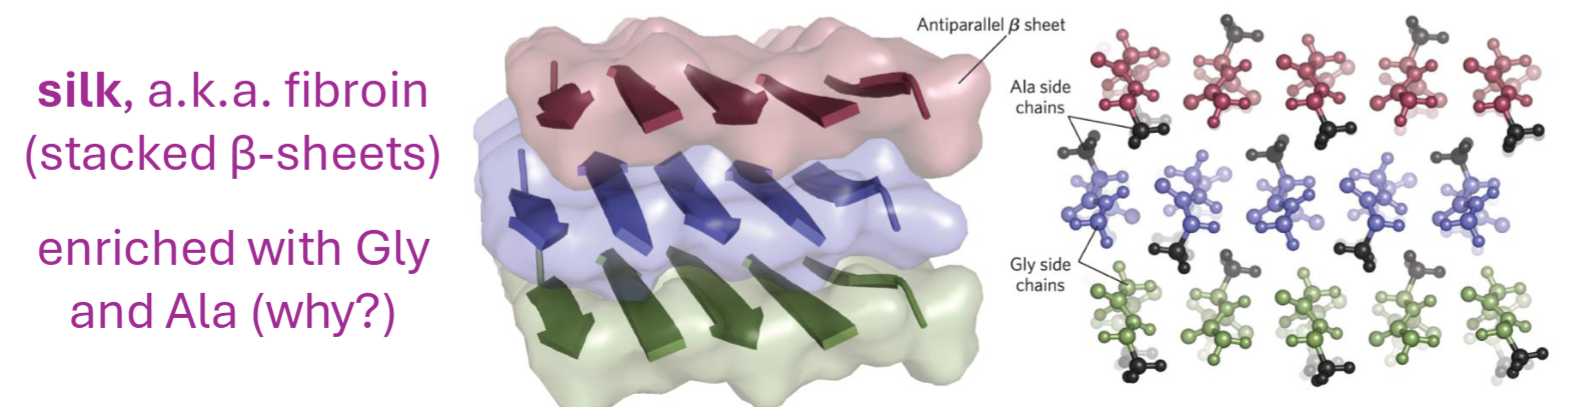 silk, a.k.a. fibroin
(stacked β-sheets)
enriched with Gly
and Ala (why?)
Antiparallel β sheet
Ala side
chains
Gly side
chains